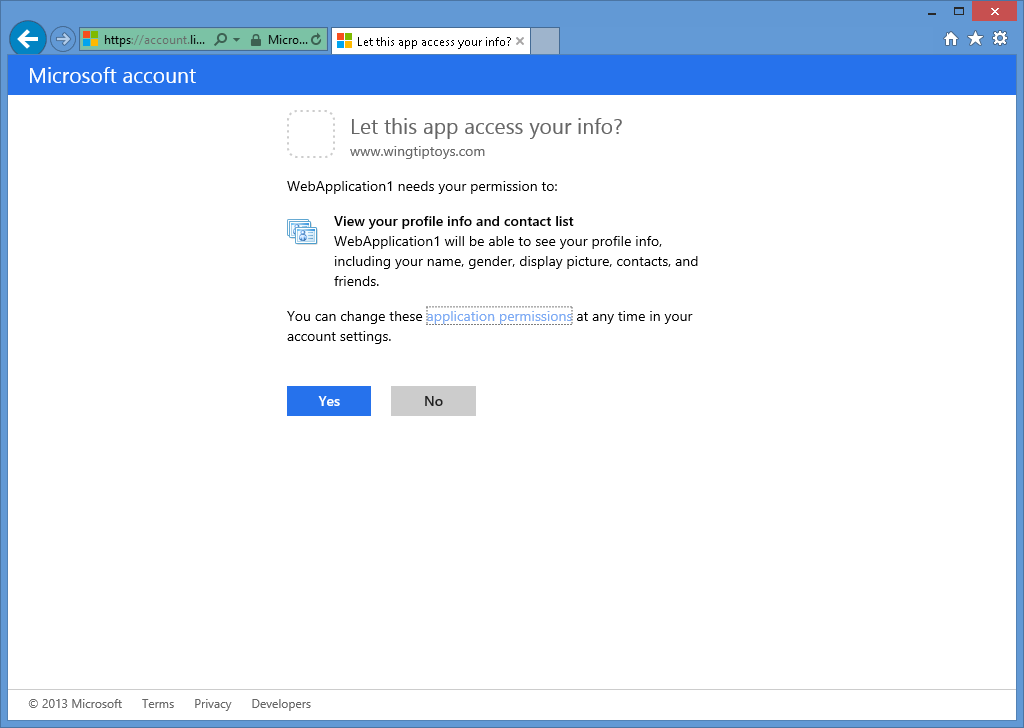 https://account.li...
Micro...
Let this app access your info?
Microsoft account
Let this app access your info?
www.wingtiptoys.com
WebApplication1 needs your permission to:
View your profile info and contact list
WebApplication1 will be able to see your profile info,
including your name, gender, display picture, contacts, and
friends.
You can change these application permissions at any time in your
account settings.
Yes
No
© 2013 Microsoft
Terms
Privacy
Developers